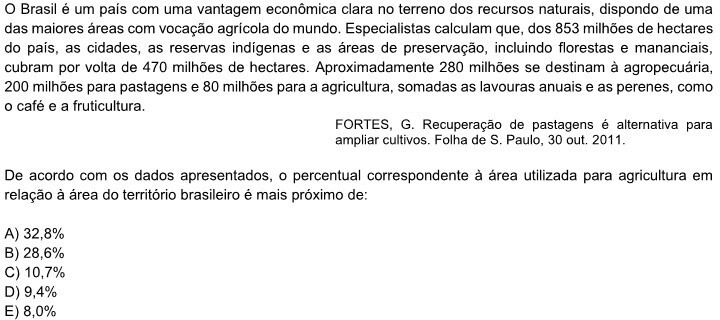 O Brasil é um país com uma vantagem econômica clara no terreno dos recursos naturais, dispondo de uma
das maiores áreas com vocação agrícola do mundo. Especialistas calculam que, dos 853 milhões de hectares
do país, as cidades, as reservas indígenas e as áreas de preservação, incluindo florestas e mananciais,
cubram por volta de 470 milhões de hectares. Aproximadamente 280 milhões se destinam à agropecuária,
200 milhões para pastagens e 80 milhões para a agricultura, somadas as lavouras anuais e as perenes, como
o café e a fruticultura.
FORTES, G. Recuperação de pastagens é alternativa para
ampliar cultivos. Folha de S. Paulo, 30 out. 2011.
De acordo com os dados apresentados, o percentual correspondente à área utilizada para agricultura em
relação à área do território brasileiro é mais próximo de:
A) 32,8%
B) 28,6%
C) 10,7%
D) 9,4%
E) 8,0%